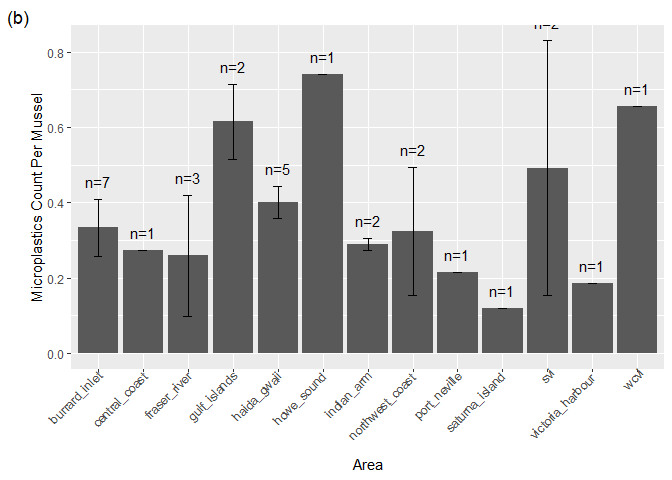 (b)
Microplastics Count Per Mussel
0.8
0.6
0.4
0.2
0.0
n=7
n=1
n=3
n=2
n=5
n=1
n=2
n=2
n=1
n=1
n=2
n=1
n=1
burrard_inlet
central_coast
fraser_river
gulf_islands
haida_gwaii
howe_sound
indian_arm
northwest_coast
port_neville
saturna_island
svi
victoria_harbour
wcvi
Area